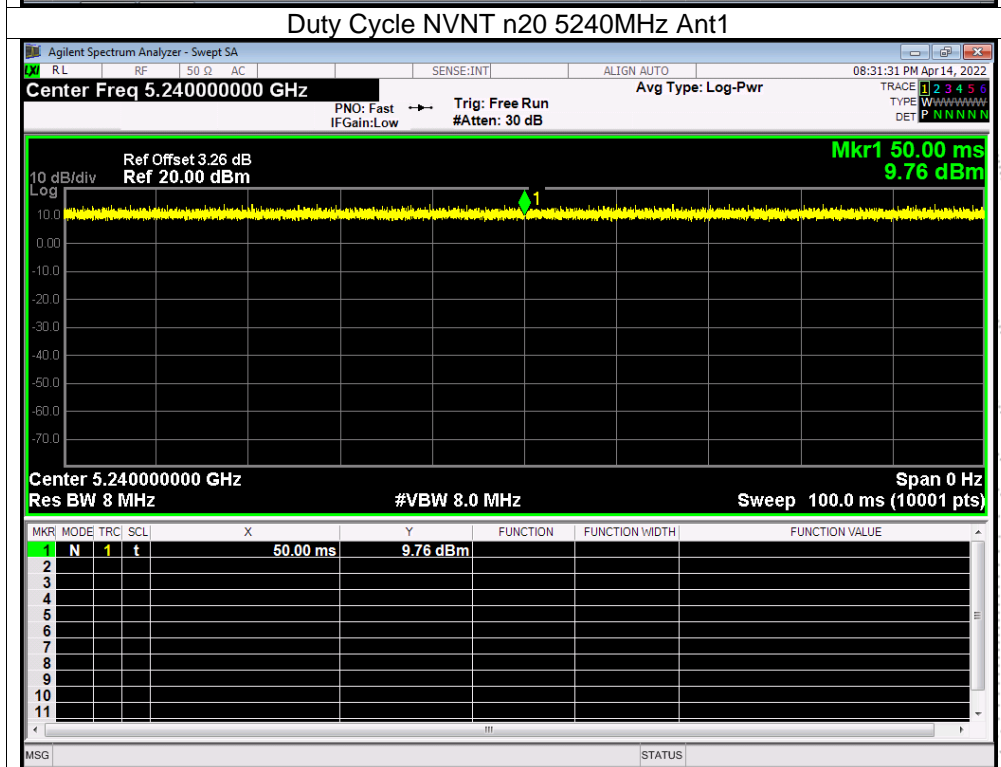 Duty Cycle NVNT n20 5240MHz Ant1
Agilent Spectrum Analyzer - Swept SA
LXI RL RF 50 Ω AC SENSE:INT ALIGN AUTO 08:31:31 PM Apr 14, 2022
Center Freq 5.240000000 GHz Avg Type: Log-Pwr TRACE 1 2 3 4 5 6
PNO: Fast Trig: Free Run TYPE WWWWWW
IFGain:Low #Atten: 30 dB DET P N N N N N
Mkr1 50.00 ms
Ref Offset 3.26 dB
10 dB/div Ref 20.00 dBm 9.76 dBm
Log
1
10.0
0.00
-10.0
-20.0
-30.0
-40.0
-50.0
-60.0
-70.0
Center 5.240000000 GHz Span 0 Hz
Res BW 8 MHz #VBW 8.0 MHz Sweep 100.0 ms (10001 pts)
MKR MODE TRC SCL X Y FUNCTION FUNCTION WIDTH FUNCTION VALUE
1 N 1 t 50.00 ms 9.76 dBm
2
3
4
5
6
7
8
9
10
11
MSG STATUS